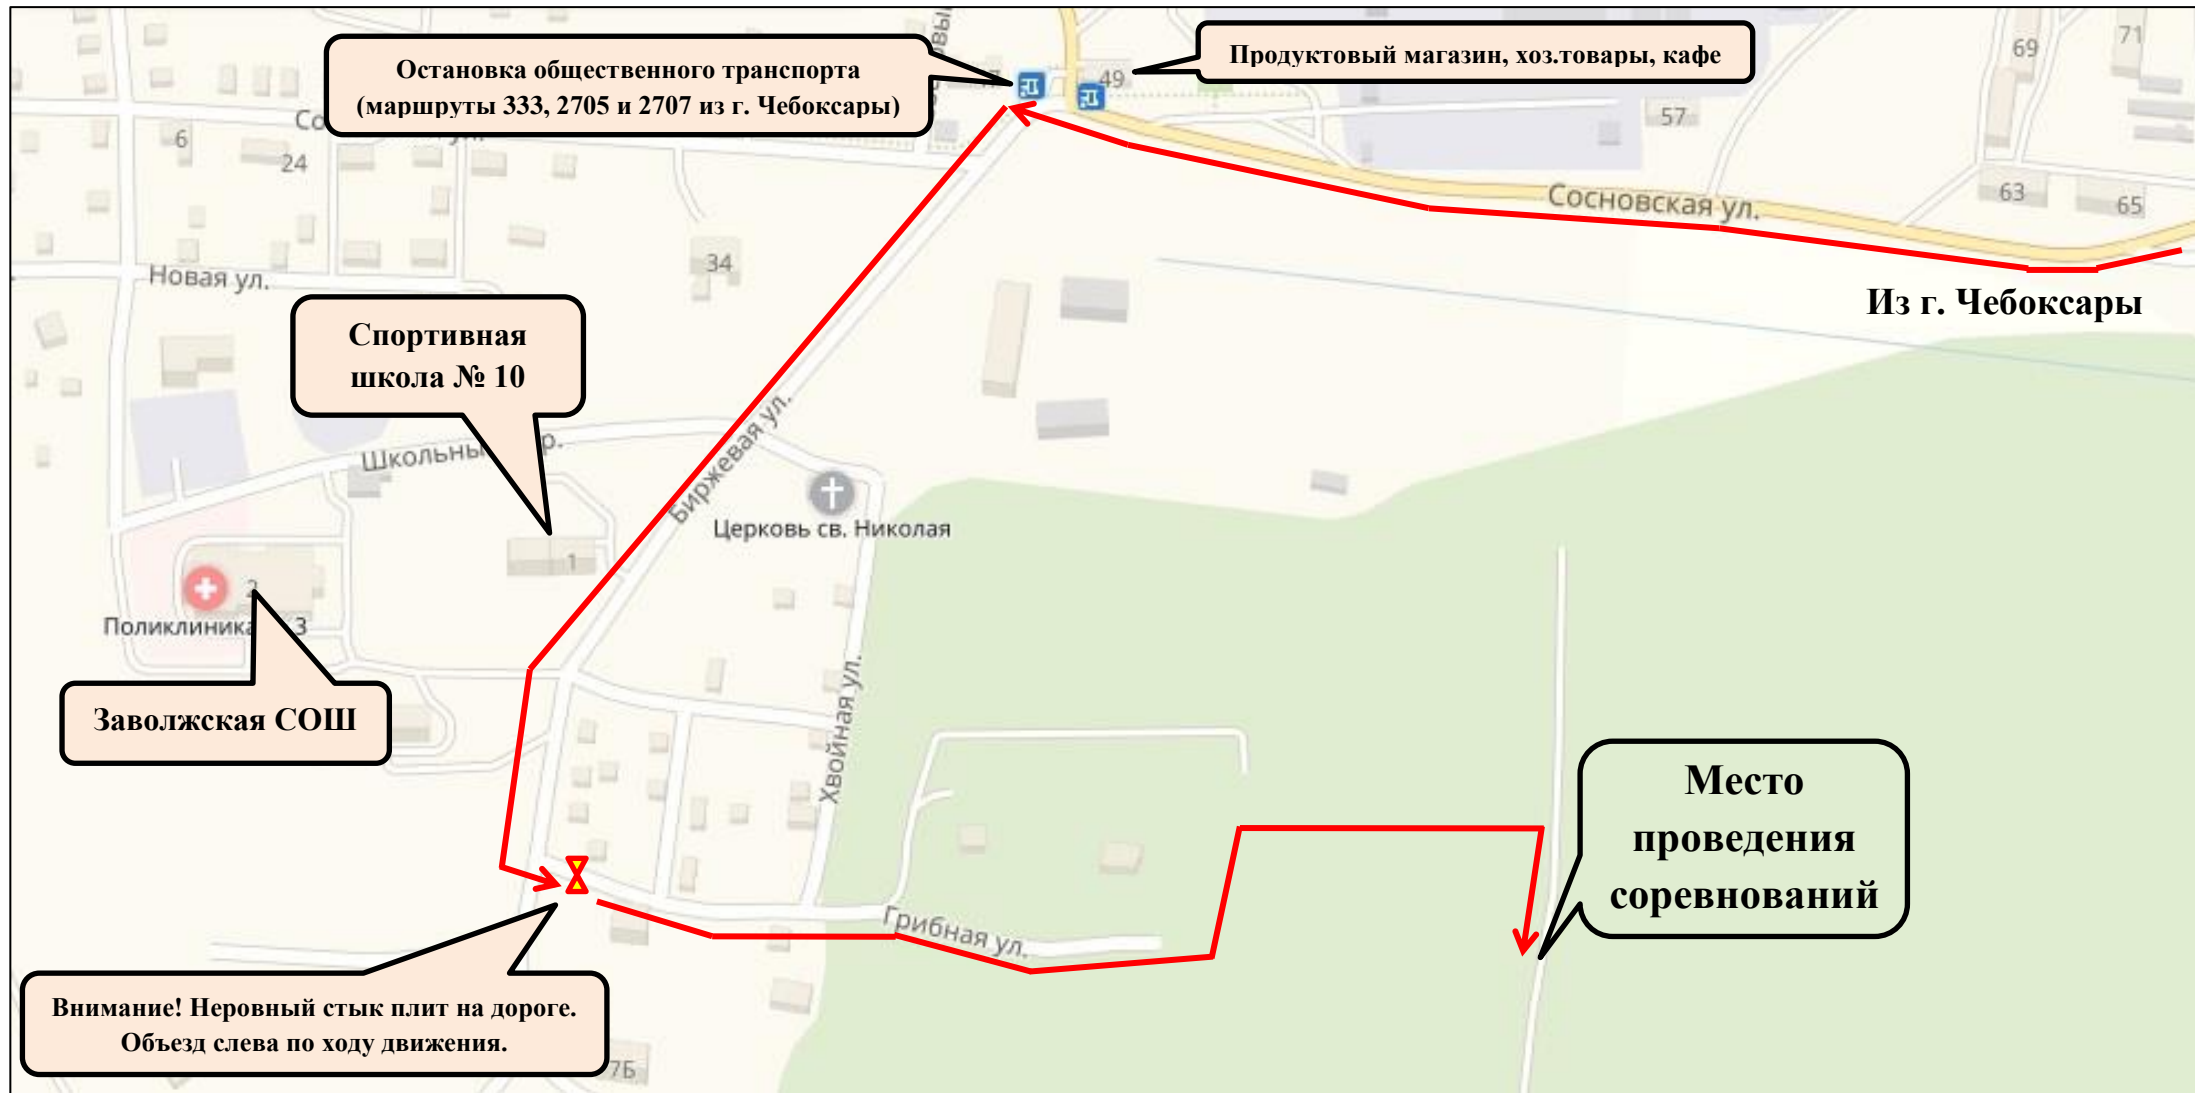 Остановка общественного транспорта
(маршруты 333, 2705 и 2707 из г. Чебоксары)
Продуктовый магазин, хоз.товары, кафе
49
69
71
57
6
24
Сосновская ул.
63
65
34
Новая ул.
Из г. Чебоксары
Спортивная
школа № 10
Биржевая ул.
Церковь св. Николая
1
2
Поликлиника
3
Заволжская СОШ
Хвойная ул.
Место
проведения
соревнований
Грибная ул.
Внимание! Неровный стык плит на дороге.
Объезд слева по ходу движения.
7Б